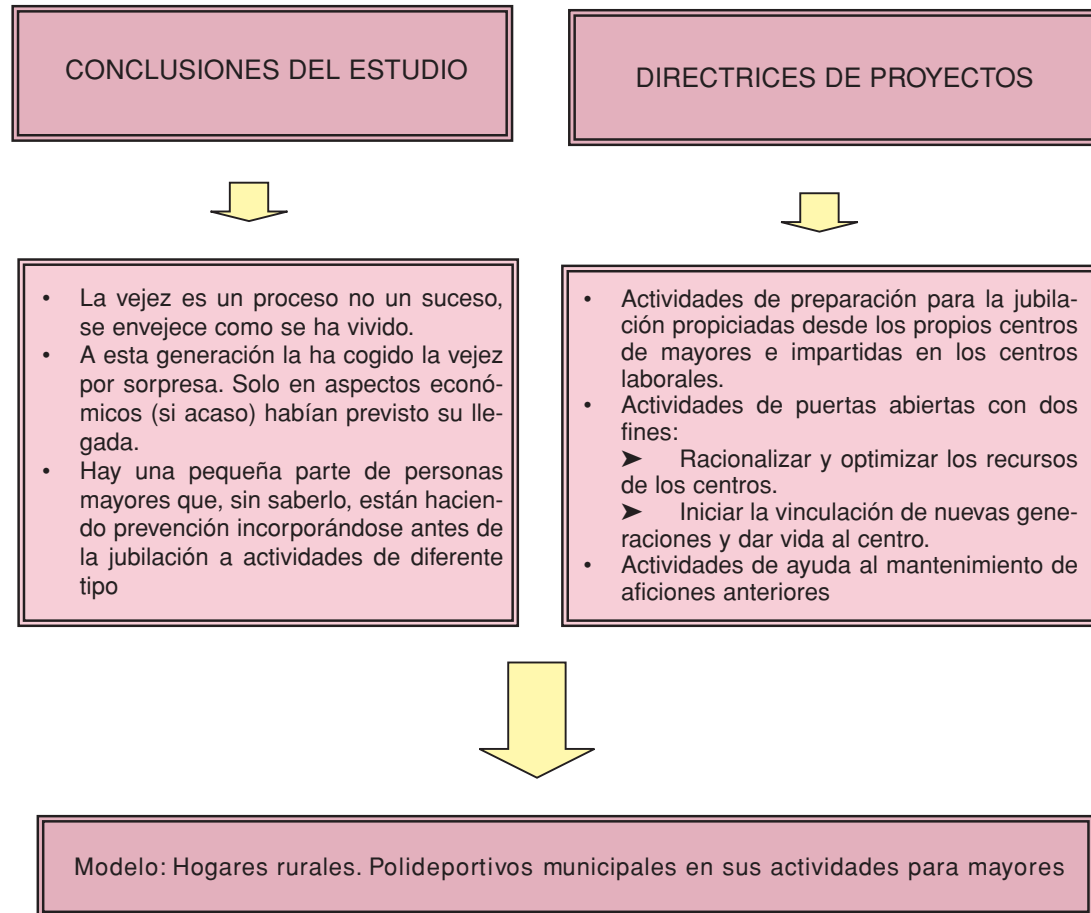 CONCLUSIONES DEL ESTUDIO
DIRECTRICES DE PROYECTOS
• La vejez es un proceso no un suceso,
se envejece como se ha vivido.
• A esta generación la ha cogido la vejez
por sorpresa. Solo en aspectos econó-
micos (si acaso) habían previsto su lle-
gada.
• Hay una pequeña parte de personas
mayores que, sin saberlo, están hacien-
do prevención incorporándose antes de
la jubilación a actividades de diferente
tipo
• Actividades de preparación para la jubi-
lación propiciadas desde los propios centros
de mayores e impartidas en los centros
laborales.
• Actividades de puertas abiertas con dos
fines:
➤ Racionalizar y optimizar los recursos
de los centros.
➤ Iniciar la vinculación de nuevas gene-
raciones y dar vida al centro.
• Actividades de ayuda al mantenimiento de
aficiones anteriores
Modelo: Hogares rurales. Polideportivos municipales en sus actividades para mayores